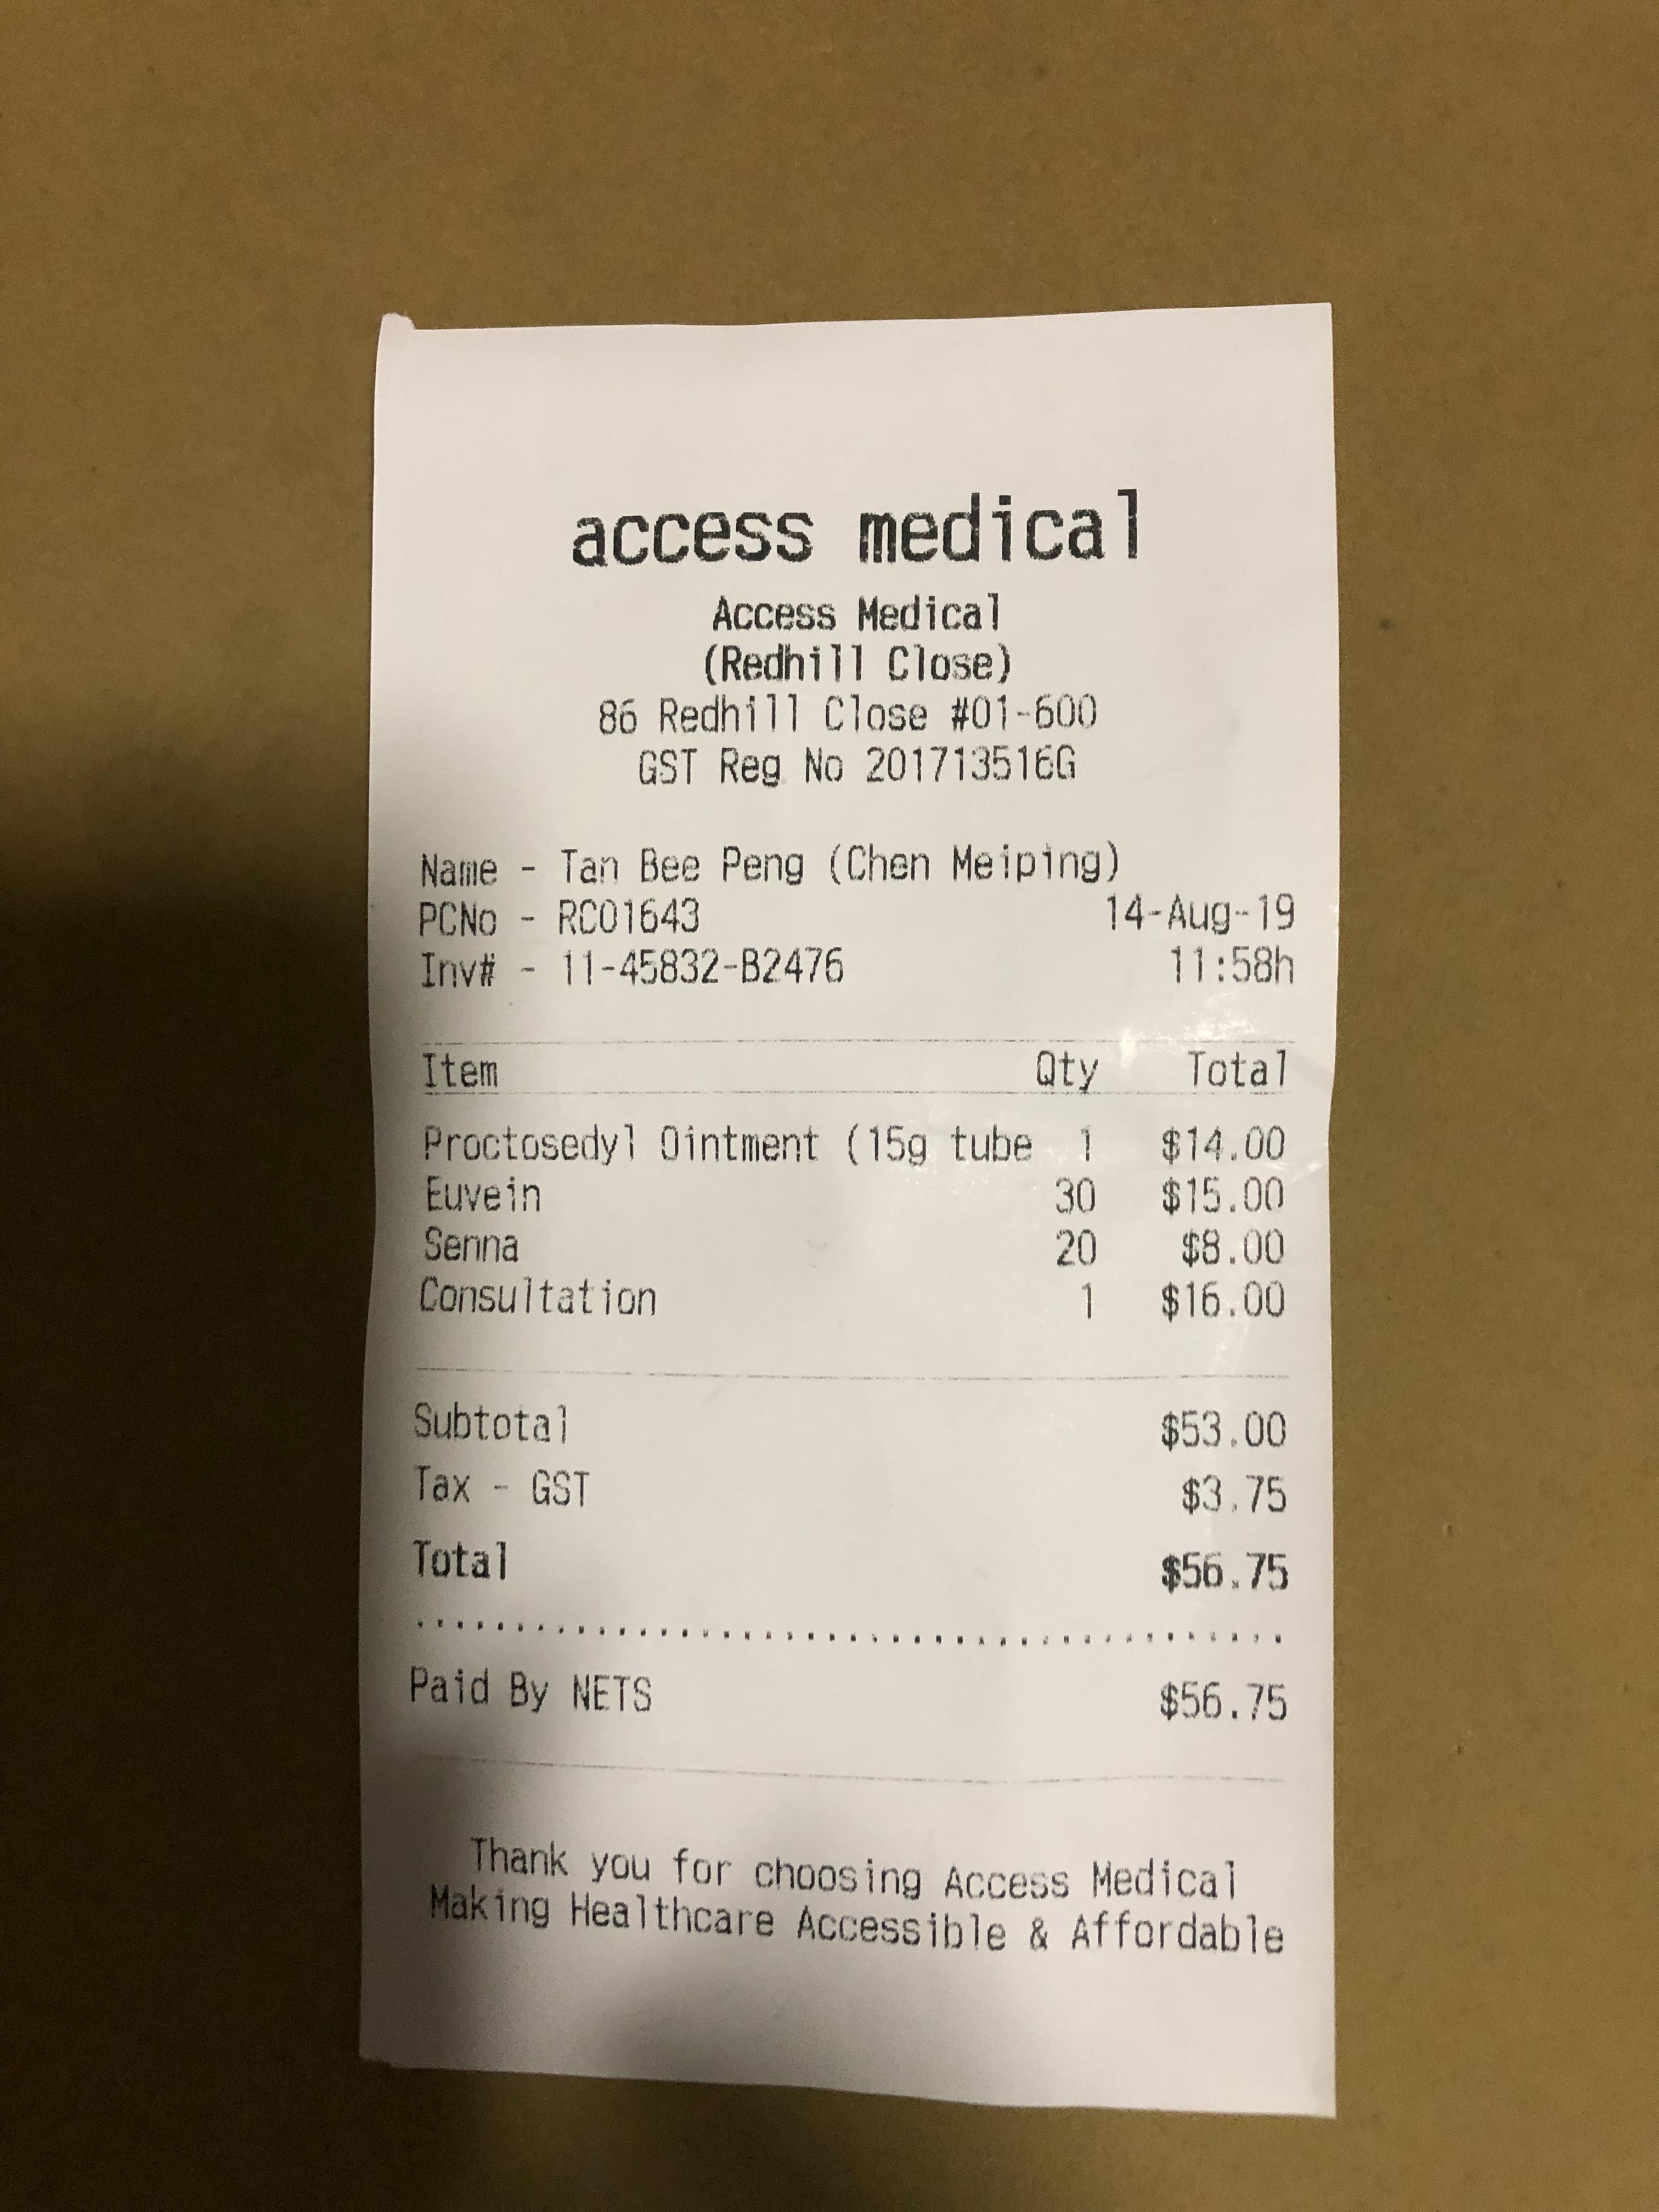 access medical
Access Medical
(Redhill Close)
86 Redhill Close #01-600
GST Reg No 201713516G
Name - Tan Bee Peng (Chen Meiping)
PCNo - RC01643 14-Aug-19
Inv# - 11-45832-B2476 11:58h
Item Qty Total
Proctosedyl Ointment (15g tube 1 $14.00
Euvein 30 $15.00
Senna 20 $8.00
Consultation 1 $16.00
Subtotal $53.00
Tax - GST $3.75
Total $56.75
Paid By NETS $56.75
Thank you for choosing Access Medical
Making Healthcare Accessible & Affordable